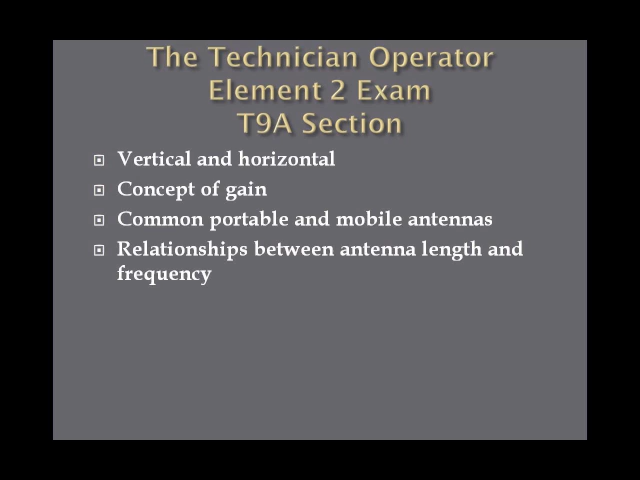 The Technician Operator
Element 2 Exam
T9A Section
Vertical and horizontal
Concept of gain
Common portable and mobile antennas
Relationships between antenna length and
frequency